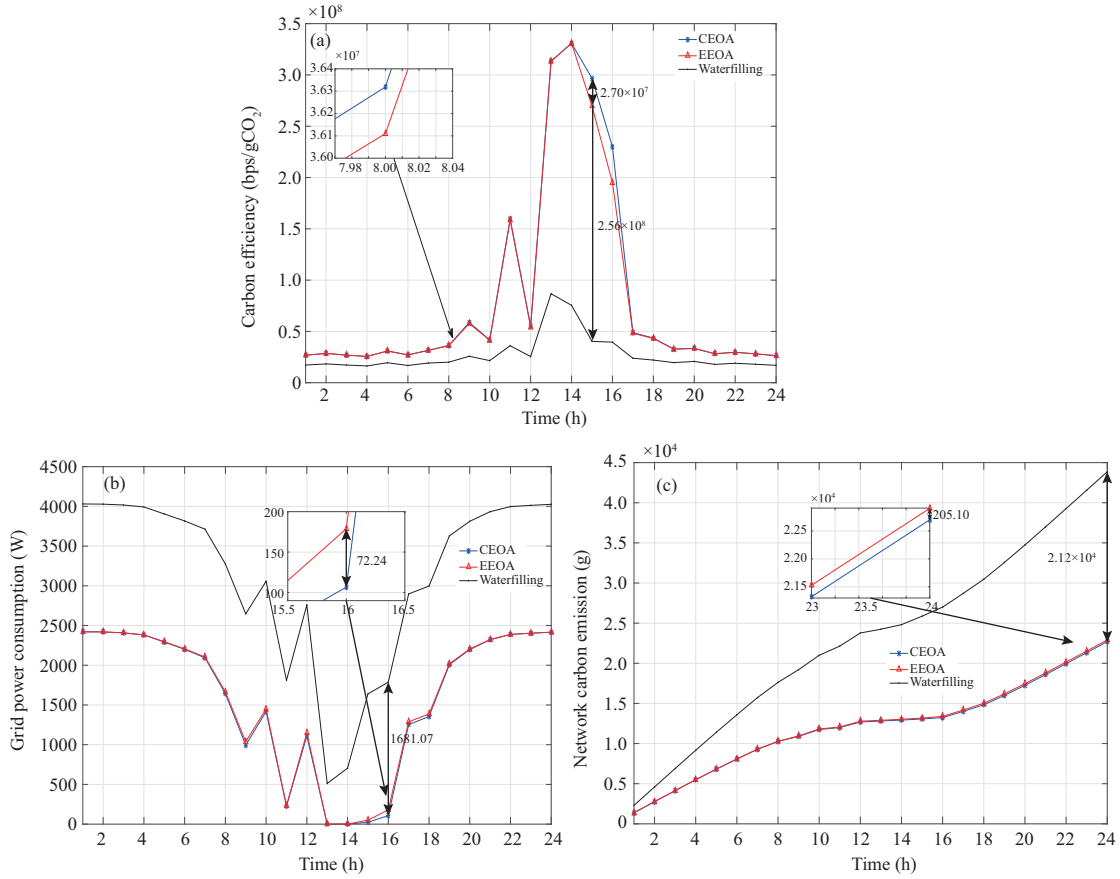 ×10⁸
3.5
(a)
CEOA
EEOA
Waterfilling
×10⁷
3.64
3.63
3.62
3.61
3.60
7.98 8.00 8.02 8.04
3.0
2.5
2.0
1.5
1.0
0.5
0
2.70×10⁷
2.56×10⁸
Carbon efficiency (bps/gCO₂)
2 4 6 8 10 12 14 16 18 20 22 24
Time (h)
4500
4000
3500
3000
2500
2000
1500
1000
500
0
(b)
200
150
100
15.5 16 16.5
72.24
CEOA
EEOA
Waterfilling
1681.07
Grid power consumption (W)
2 4 6 8 10 12 14 16 18 20 22 24
Time (h)
×10⁴
4.5
4.0
3.5
3.0
2.5
2.0
1.5
1.0
0.5
0
(c)
×10⁴
2.25
2.20
2.15
23 23.5 24
205.10
2.12×10⁴
CEOA
EEOA
Waterfilling
Network carbon emission (g)
2 4 6 8 10 12 14 16 18 20 22 24
Time (h)